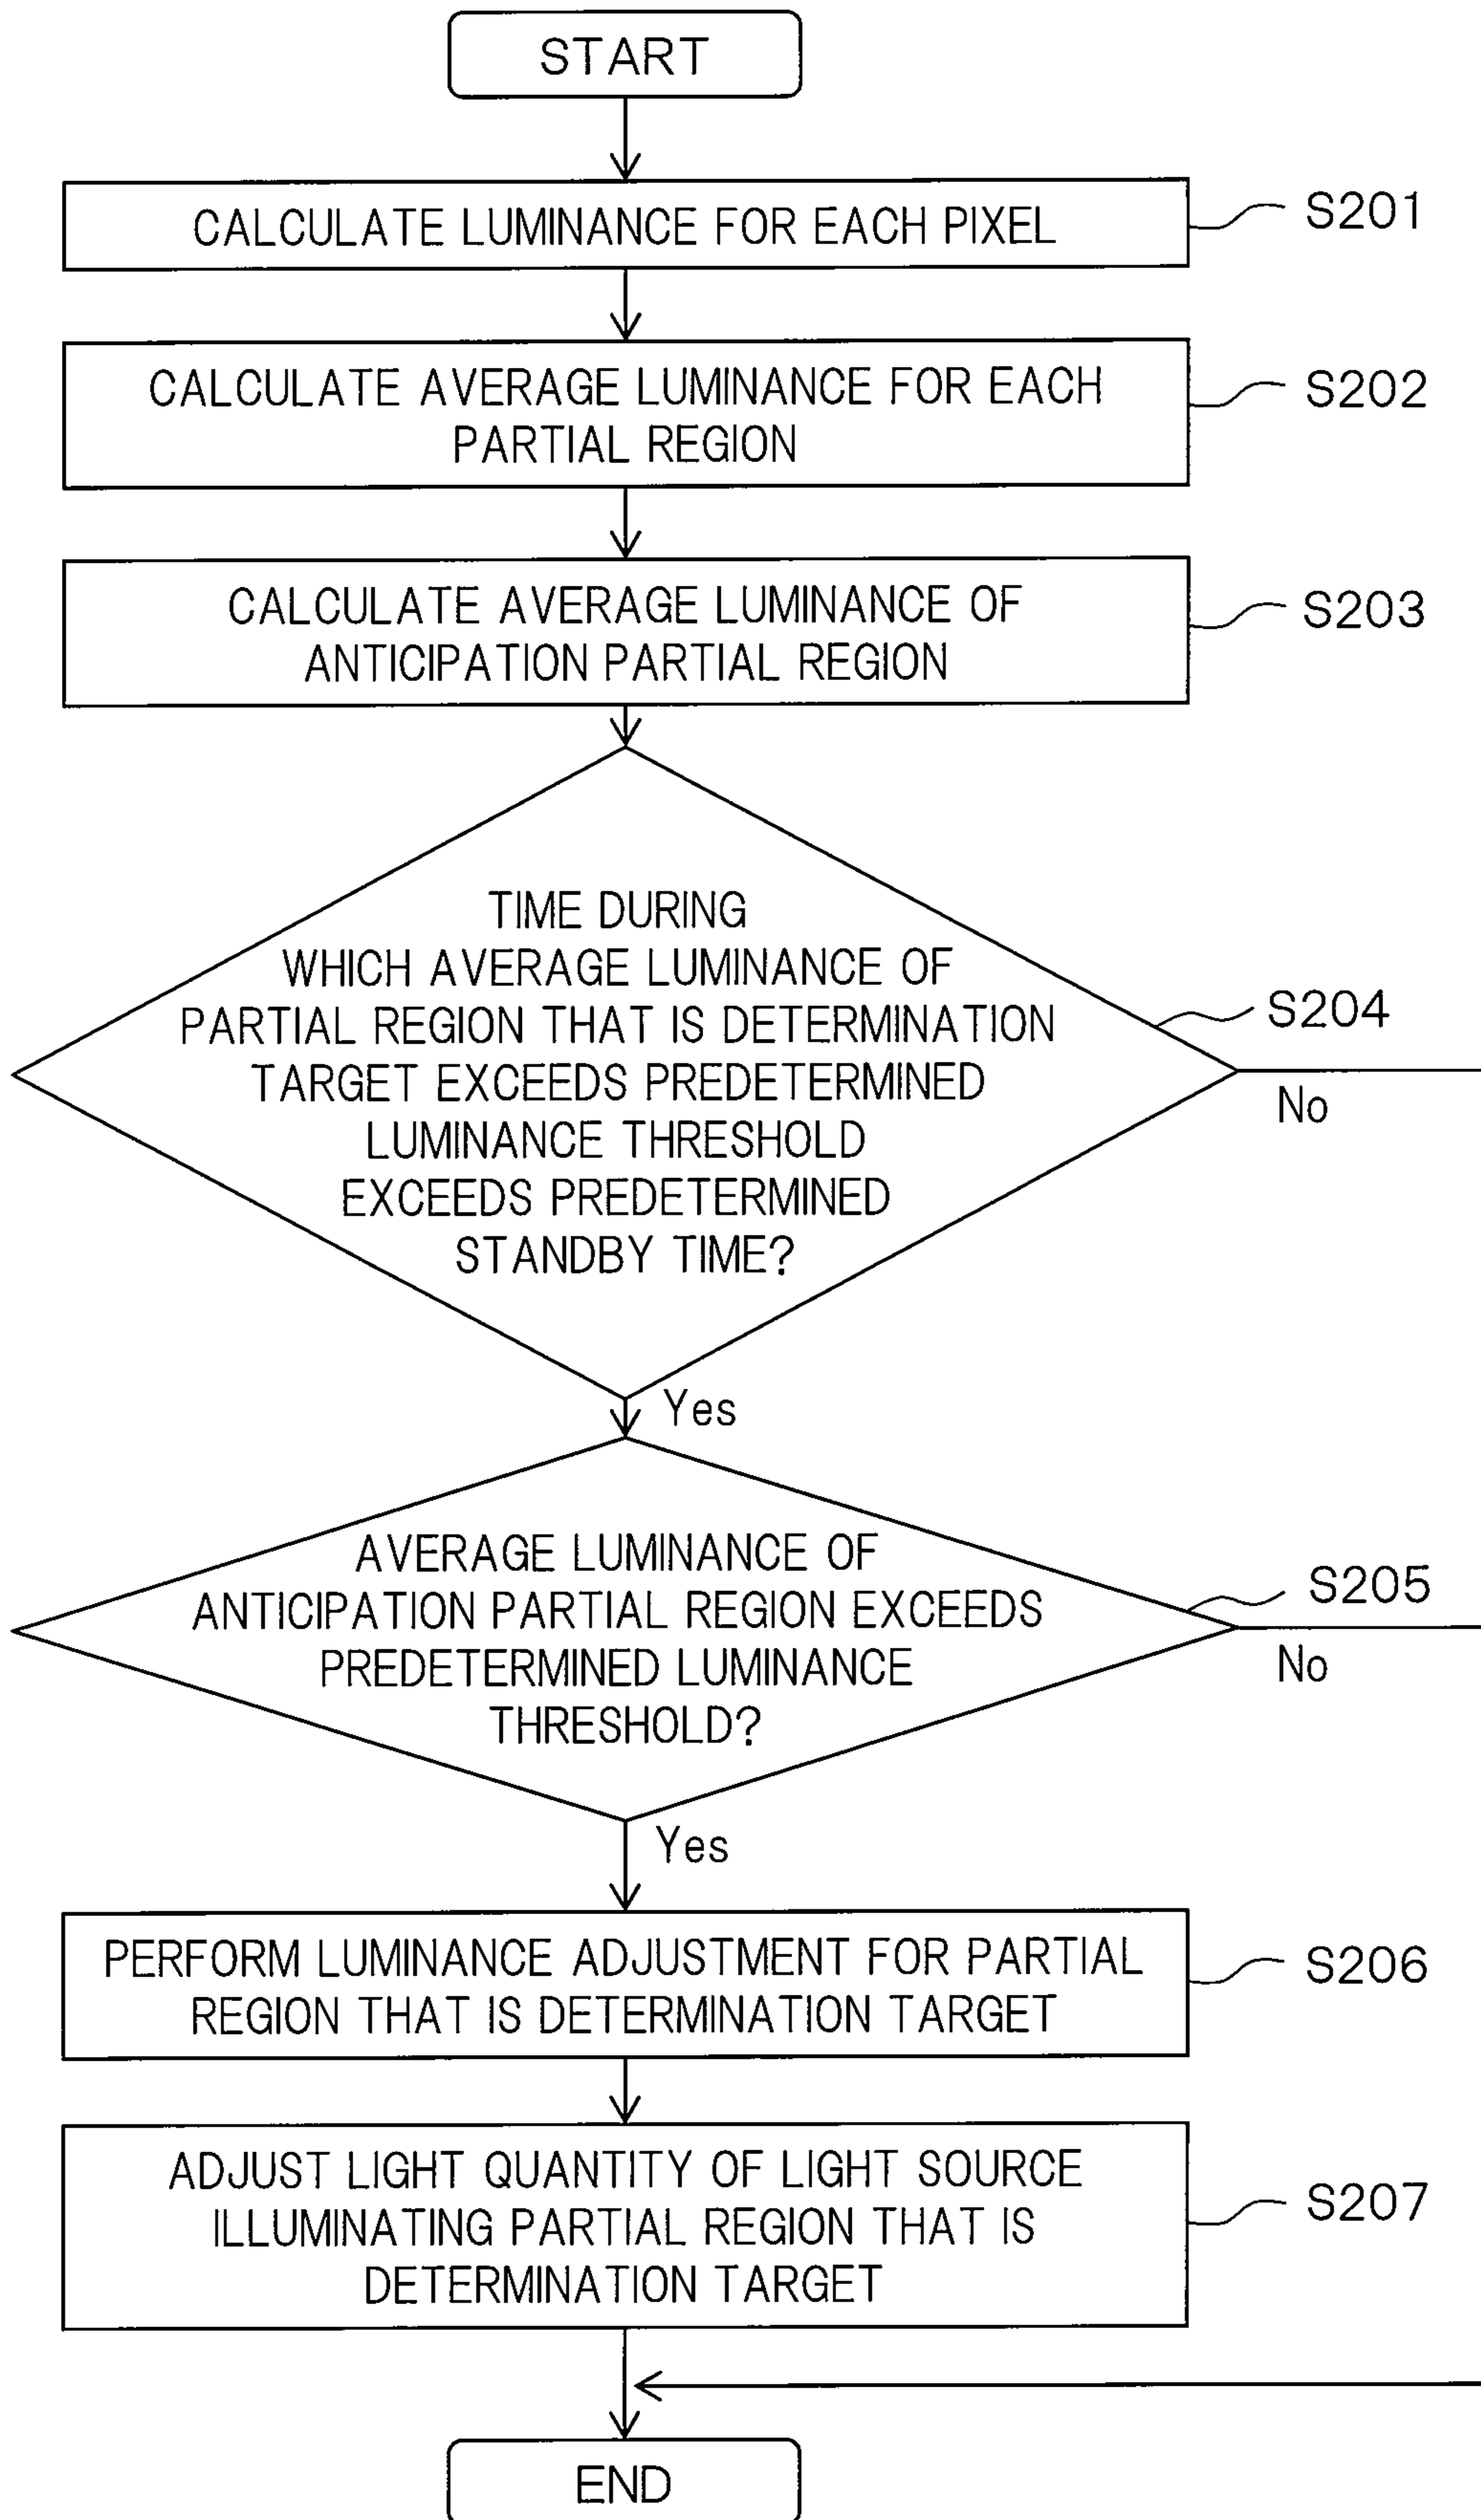 START
CALCULATE LUMINANCE FOR EACH PIXEL
S201
CALCULATE AVERAGE LUMINANCE FOR EACH
PARTIAL REGION
S202
CALCULATE AVERAGE LUMINANCE OF
ANTICIPATION PARTIAL REGION
S203
TIME DURING
WHICH AVERAGE LUMINANCE OF
PARTIAL REGION THAT IS DETERMINATION
TARGET EXCEEDS PREDETERMINED
LUMINANCE THRESHOLD
EXCEEDS PREDETERMINED
STANDBY TIME?
S204
No
Yes
AVERAGE LUMINANCE OF
ANTICIPATION PARTIAL REGION EXCEEDS
PREDETERMINED LUMINANCE
THRESHOLD?
S205
No
Yes
PERFORM LUMINANCE ADJUSTMENT FOR PARTIAL
REGION THAT IS DETERMINATION TARGET
S206
ADJUST LIGHT QUANTITY OF LIGHT SOURCE
ILLUMINATING PARTIAL REGION THAT IS
DETERMINATION TARGET
S207
END